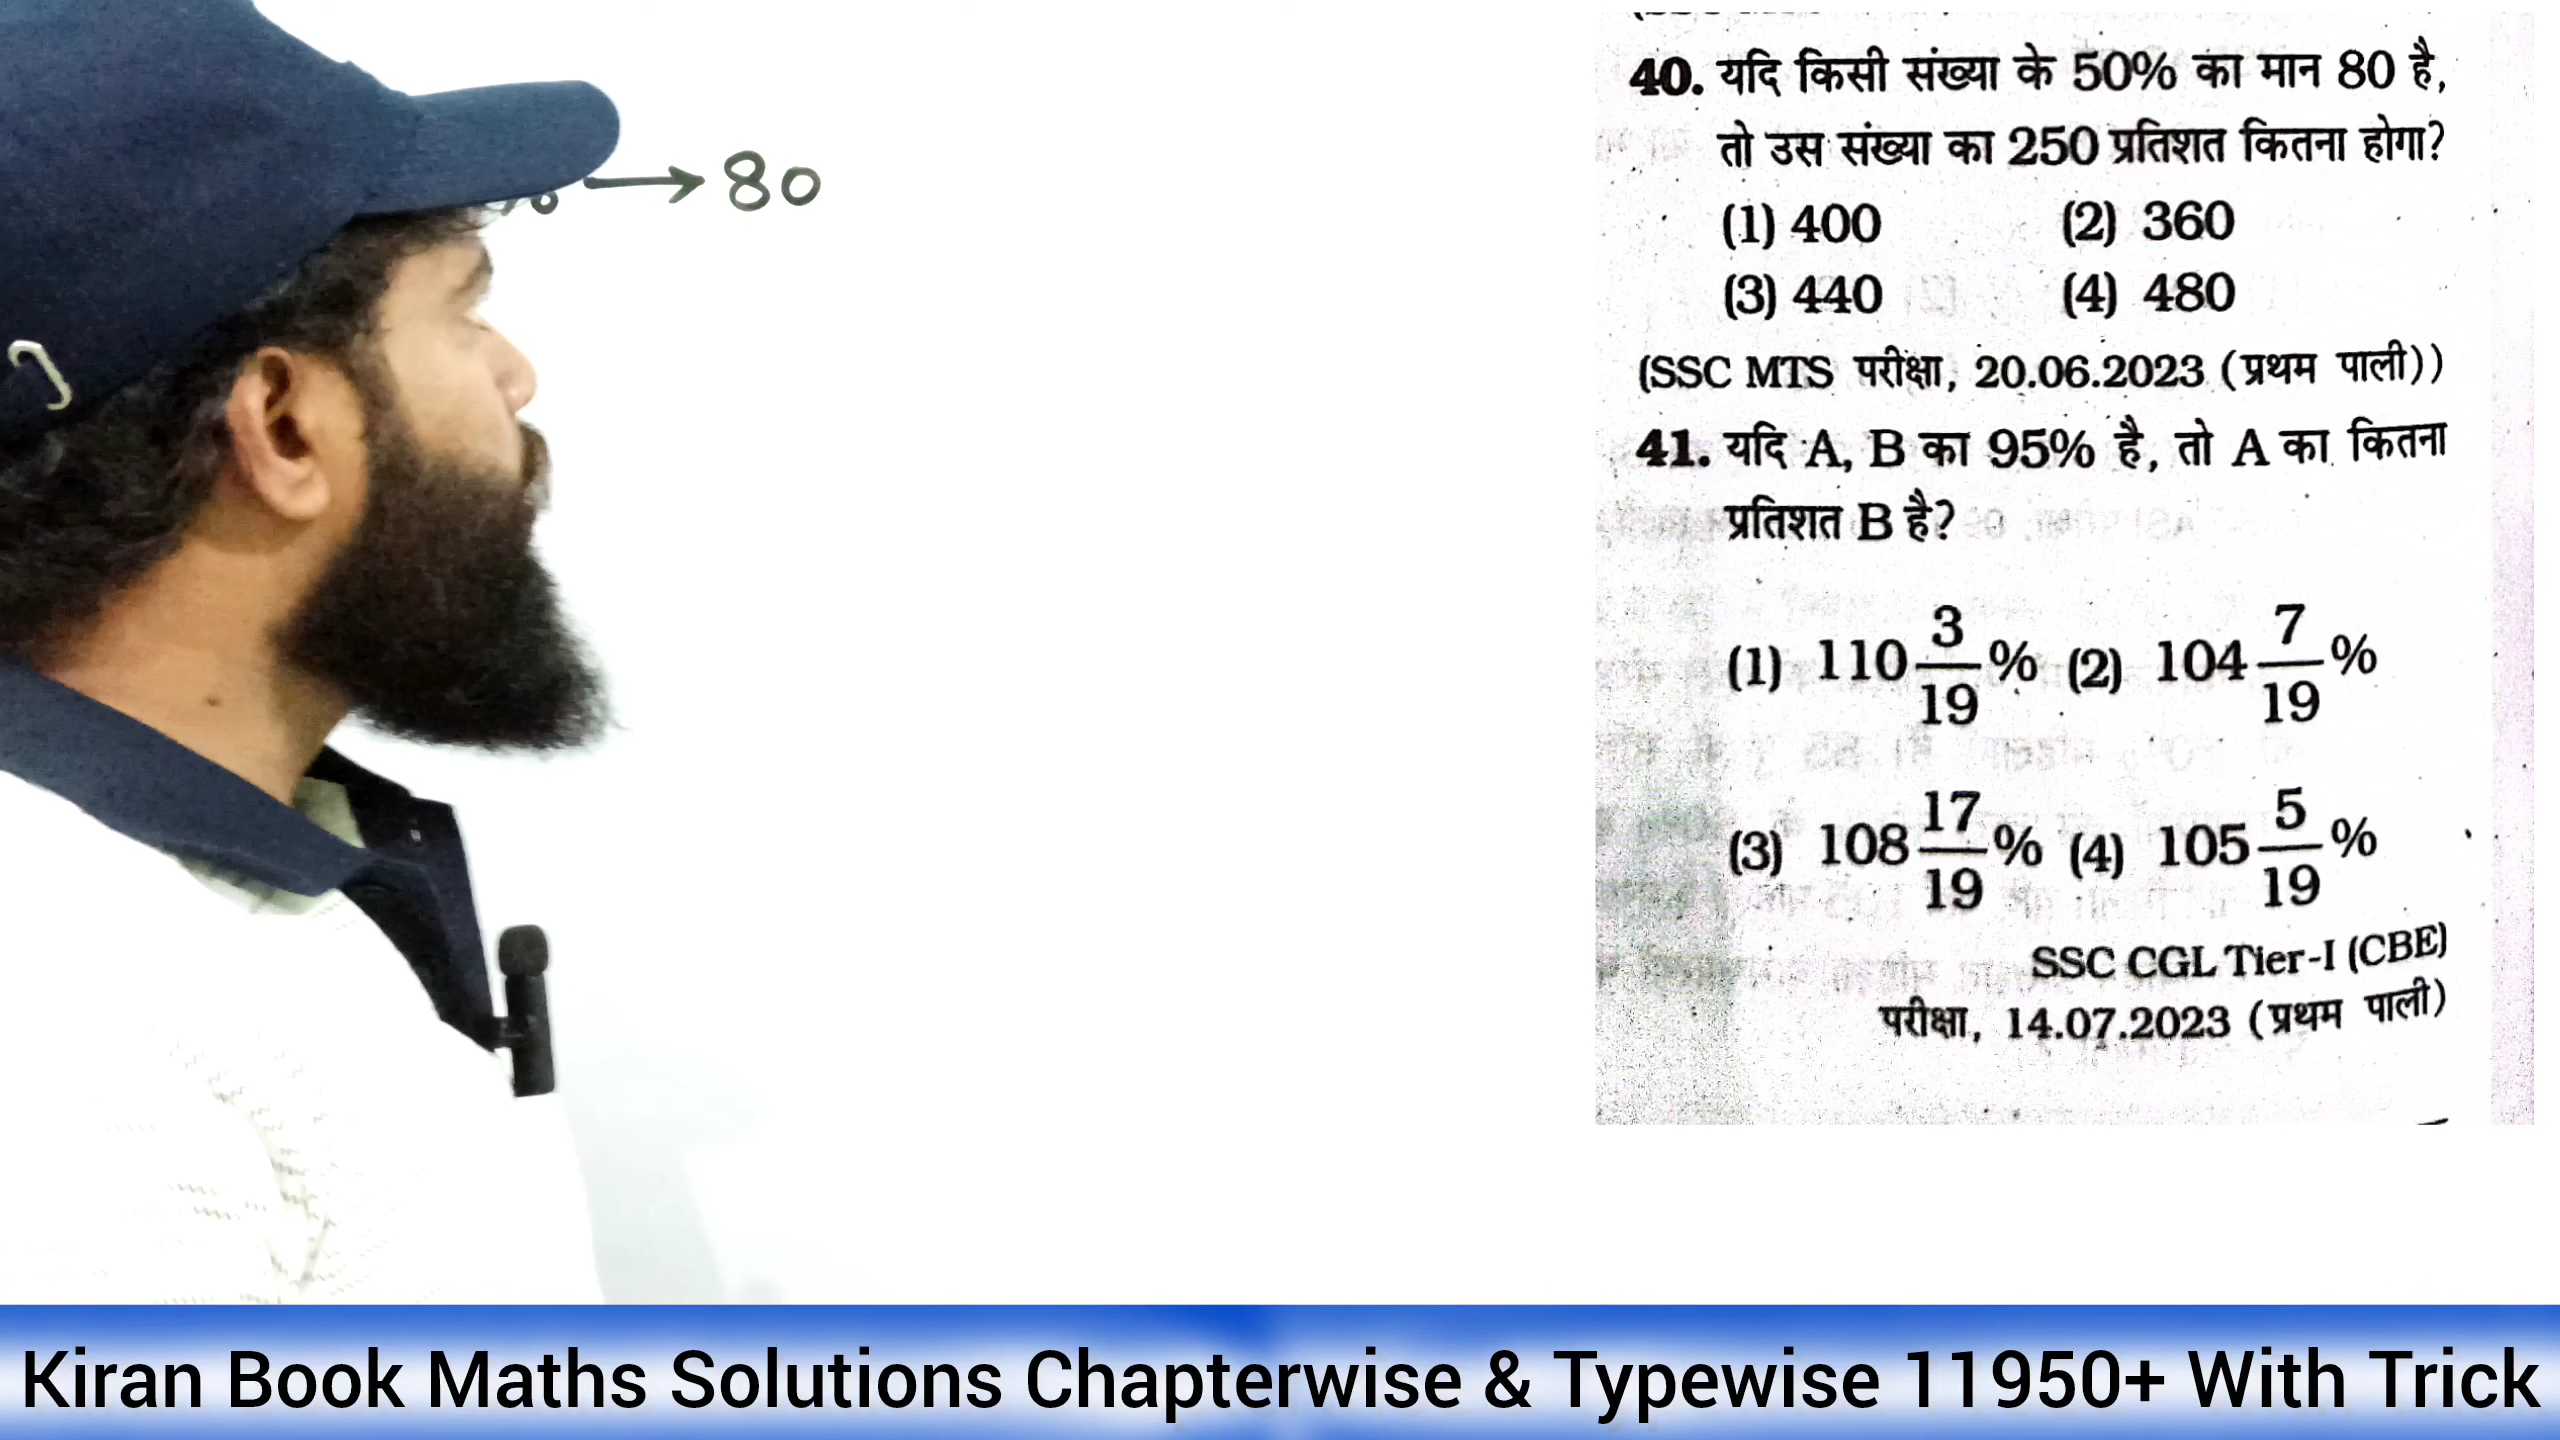 % → 80
40. यदि किसी संख्या के 50% का मान 80 है,
तो उस संख्या का 250 प्रतिशत कितना होगा?
(1) 400 (2) 360
(3) 440 (4) 480
(SSC MTS परीक्षा, 20.06.2023 (प्रथम पाली))
41. यदि A, B का 95% है, तो A का कितना
प्रतिशत B है?
(1) 110 3/19 % (2) 104 7/19 %
(3) 108 17/19 % (4) 105 5/19 %
SSC CGL Tier-I (CBE)
परीक्षा, 14.07.2023 (प्रथम पाली)
Kiran Book Maths Solutions Chapterwise & Typewise 11950+ With Trick